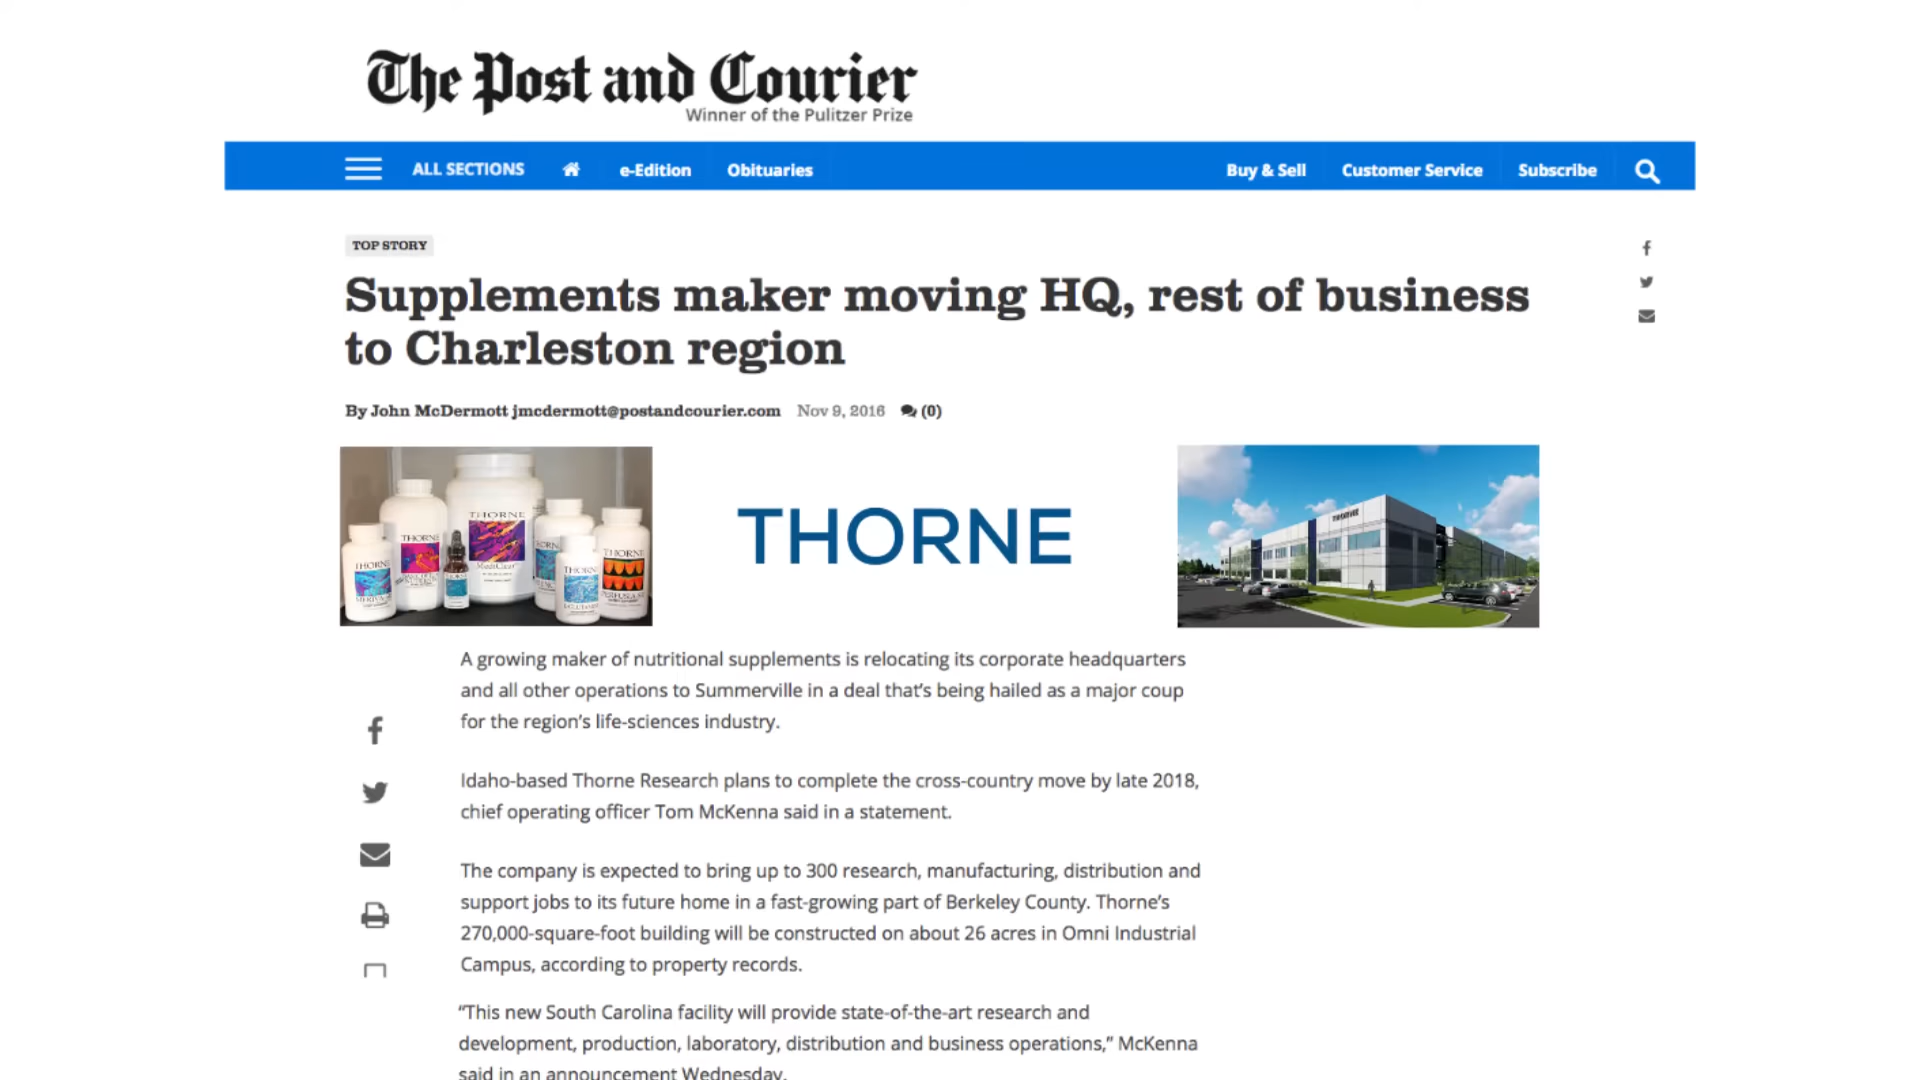 The Post and Courier
Winner of the Pulitzer Prize
ALL SECTIONS e-Edition Obituaries Buy & Sell Customer Service Subscribe
TOP STORY
Supplements maker moving HQ, rest of business
to Charleston region
By John McDermott jmcdermott@postandcourier.com Nov 9, 2016 (0)
THORNE
THORNE
THORNE
MediClear
THORNE
THORNE
THORNE
THORNE
A growing maker of nutritional supplements is relocating its corporate headquarters
and all other operations to Summerville in a deal that's being hailed as a major coup
for the region's life-sciences industry.
Idaho-based Thorne Research plans to complete the cross-country move by late 2018,
chief operating officer Tom McKenna said in a statement.
The company is expected to bring up to 300 research, manufacturing, distribution and
support jobs to its future home in a fast-growing part of Berkeley County. Thorne's
270,000-square-foot building will be constructed on about 26 acres in Omni Industrial
Campus, according to property records.
“This new South Carolina facility will provide state-of-the-art research and
development, production, laboratory, distribution and business operations,” McKenna
said in an announcement Wednesday.